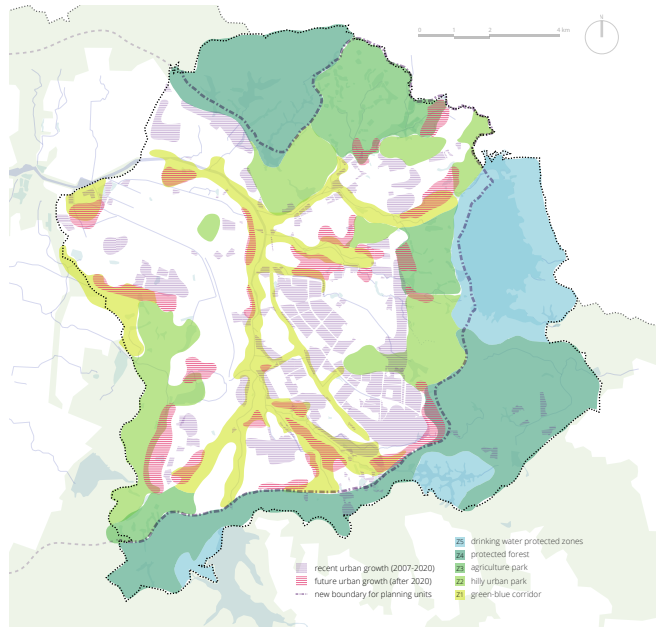 N
0 1 2 4 km
Z5 drinking water protected zones
Z4 protected forest
Z3 agriculture park
Z2 hilly urban park
Z1 green-blue corridor
recent urban growth (2007-2020)
future urban growth (after 2020)
new boundary for planning units